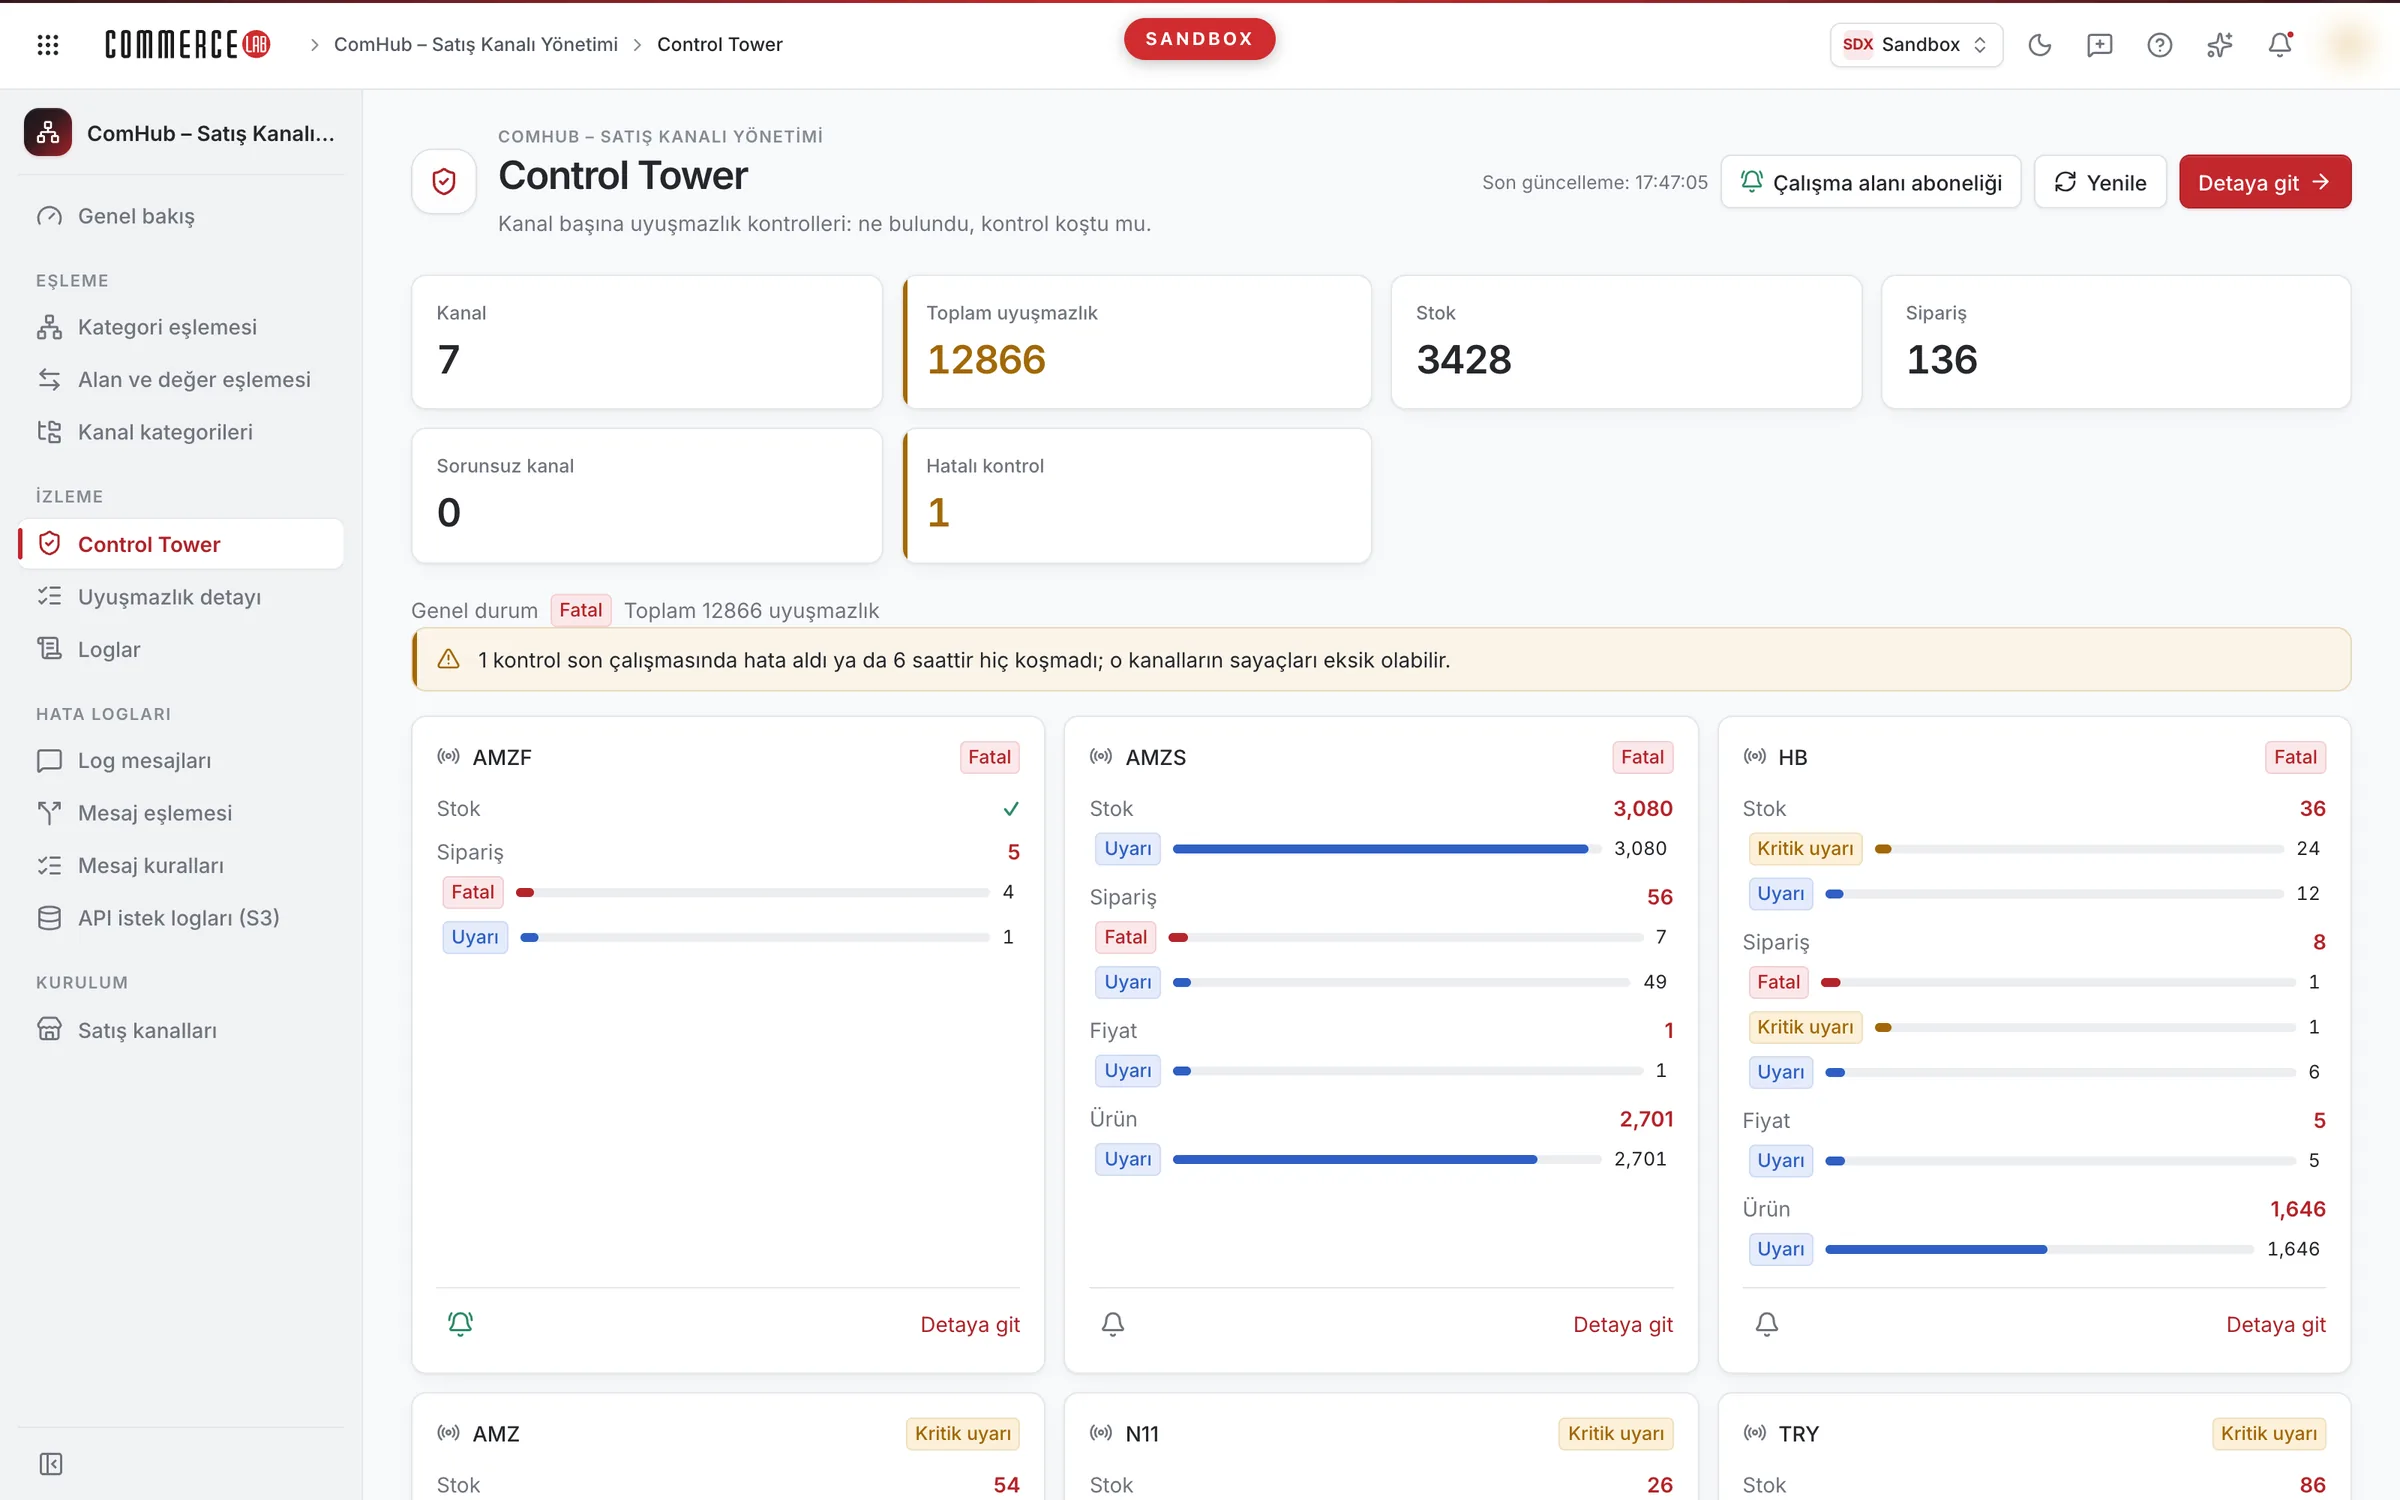 COMMERCE LAB
ComHub – Satış Kanalı Yönetimi
Control Tower
SANDBOX
SDX Sandbox
ComHub – Satış Kanalı...
Genel bakış
EŞLEME
Kategori eşlemesi
Alan ve değer eşlemesi
Kanal kategorileri
İZLEME
Control Tower
Uyuşmazlık detayı
Loglar
HATA LOGLARI
Log mesajları
Mesaj eşlemesi
Mesaj kuralları
API istek logları (S3)
KURULUM
Satış kanalları
COMHUB – SATIŞ KANALI YÖNETİMİ
Control Tower
Kanal başına uyuşmazlık kontrolleri: ne bulundu, kontrol koştu mu.
Son güncelleme: 17:47:05
Çalışma alanı aboneliği
Yenile
Detaya git
Kanal
7
Toplam uyuşmazlık
12866
Stok
3428
Sipariş
136
Sorunsuz kanal
0
Hatalı kontrol
1
Genel durum Fatal Toplam 12866 uyuşmazlık
1 kontrol son çalışmasında hata aldı ya da 6 saattir hiç koşmadı; o kanalların sayaçları eksik olabilir.
AMZF Fatal
Stok
Sipariş 5
Fatal 4
Uyarı 1
Detaya git
AMZS Fatal
Stok 3,080
Uyarı 3,080
Sipariş 56
Fatal 7
Uyarı 49
Fiyat 1
Uyarı 1
Ürün 2,701
Uyarı 2,701
Detaya git
HB Fatal
Stok 36
Kritik uyarı 24
Uyarı 12
Sipariş 8
Fatal 1
Kritik uyarı 1
Uyarı 6
Fiyat 5
Uyarı 5
Ürün 1,646
Uyarı 1,646
Detaya git
AMZ Kritik uyarı
Stok 54
N11 Kritik uyarı
Stok 26
TRY Kritik uyarı
Stok 86